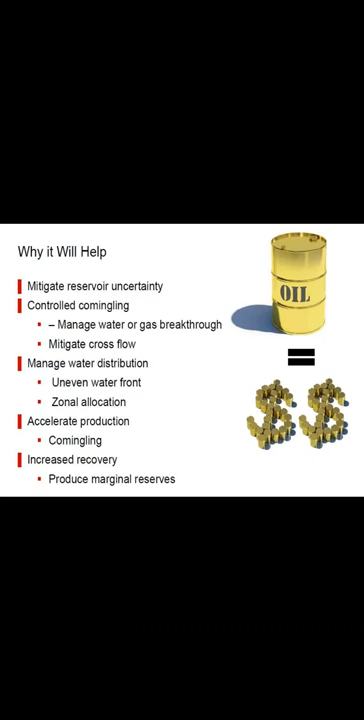 Why it Will Help
Mitigate reservoir uncertainty
Controlled comingling
– Manage water or gas breakthrough
Mitigate cross flow
Manage water distribution
Uneven water front
Zonal allocation
Accelerate production
Comingling
Increased recovery
Produce marginal reserves
OIL
=
$$